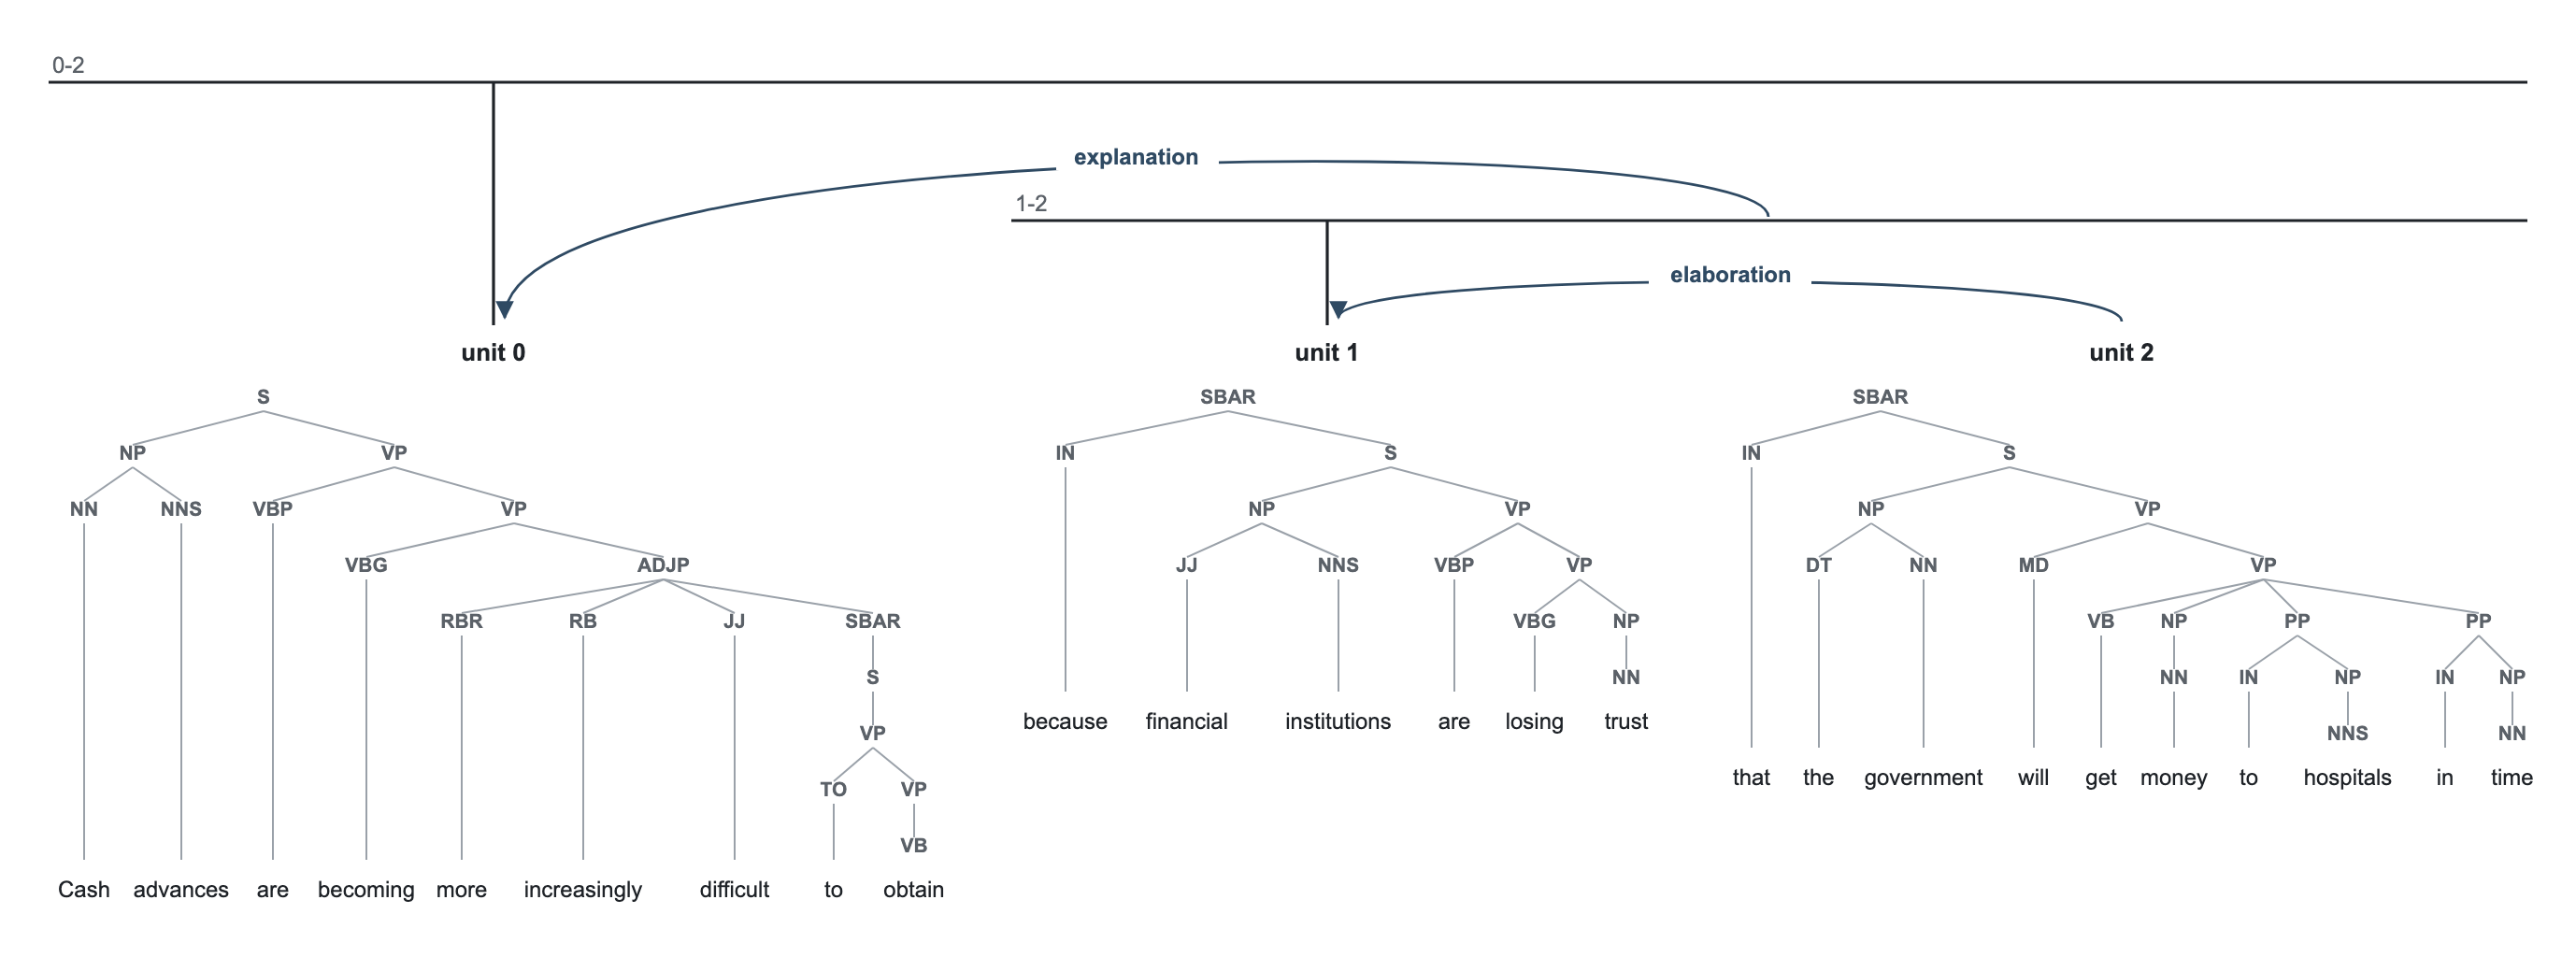 0-2
explanation
1-2
elaboration
unit 0 unit 1 unit 2
S SBAR SBAR
NP VP IN S IN S
NN NNS VBP VP NP VP NP VP
VBG ADJP JJ NNS VBP VP DT NN MD VP
RBR RB JJ SBAR VBG NP VB NP PP PP
S NN NN IN NP IN NP
because financial institutions are losing trust
VP NNS NN
that the government will get money to hospitals in time
TO VP
VB
Cash advances are becoming more increasingly difficult to obtain